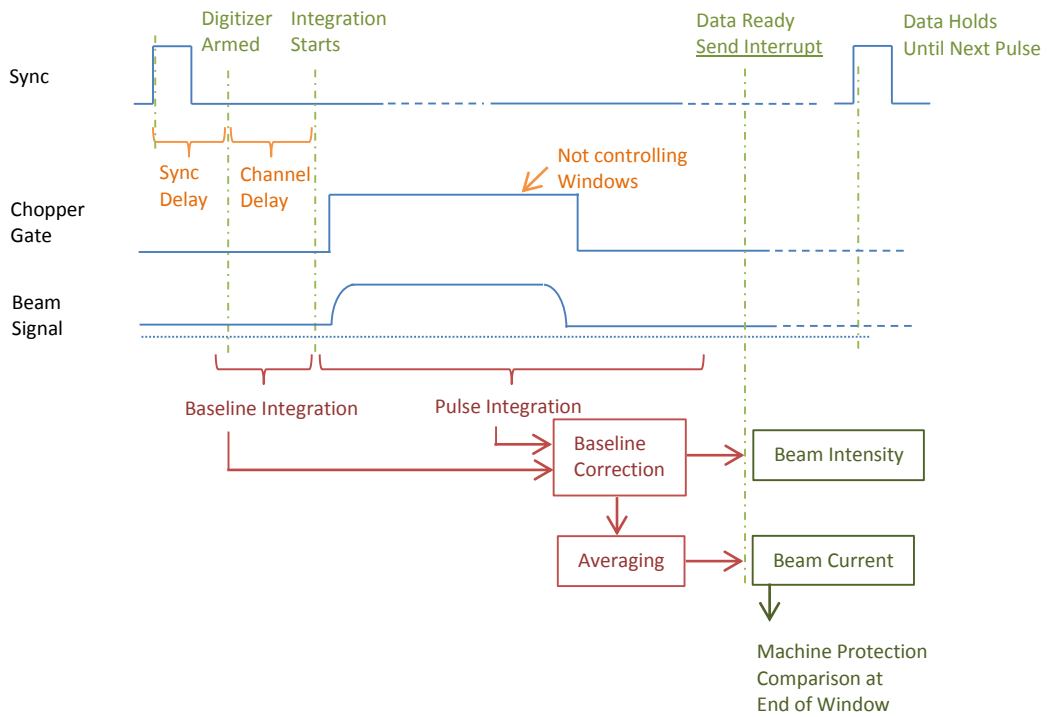 Digitizer
Armed
Integration
Starts
Data Ready
Send Interrupt
Data Holds
Until Next Pulse
Sync
Sync
Delay
Channel
Delay
Not controlling
Windows
Chopper
Gate
Beam
Signal
Baseline Integration
Pulse Integration
Baseline
Correction
Beam Intensity
Averaging
Beam Current
Machine Protection
Comparison at
End of Window